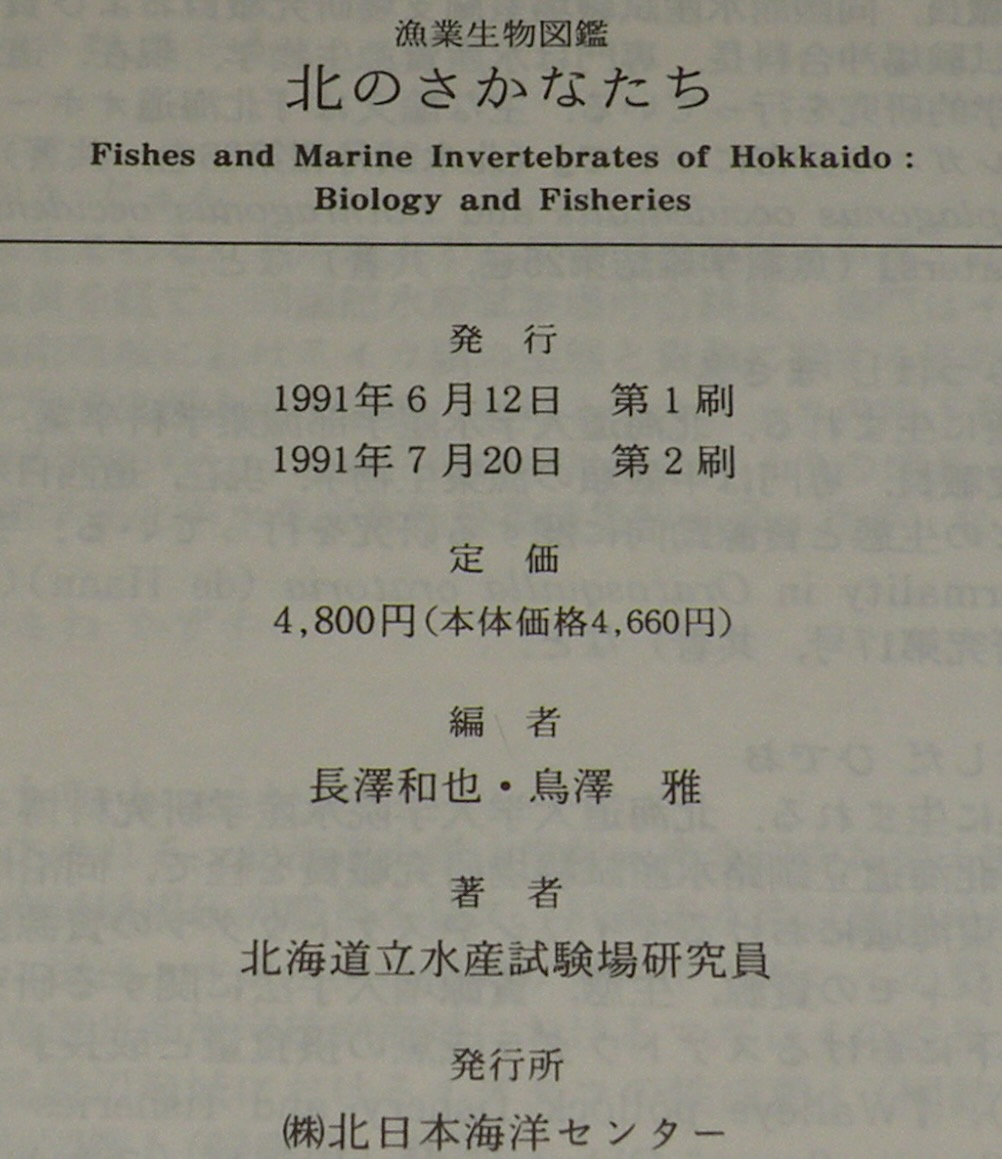 漁業生物図鑑
北のさかなたち
Fishes and Marine Invertebrates of Hokkaido :
Biology and Fisheries
発 行
1991年 6 月12日 第 1 刷
1991年 7 月20日 第 2 刷
定 価
4,800円(本体価格4,660円)
編 者
長澤和也・鳥澤 雅
著 者
北海道立水産試験場研究員
発行所
㈱北日本海洋センター